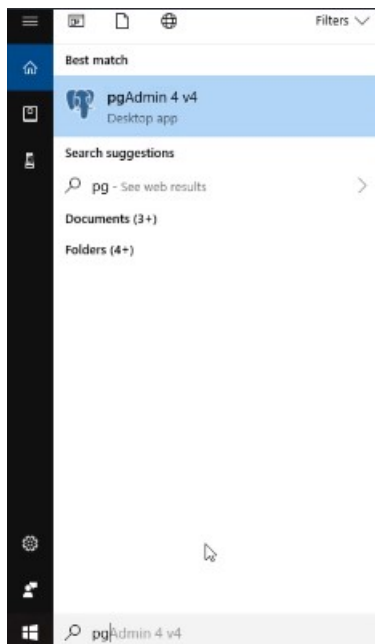 Filters
Best match
pgAdmin 4 v4
Desktop app
Search suggestions
pg - See web results
Documents (3+)
Folders (4+)
pgAdmin 4 v4